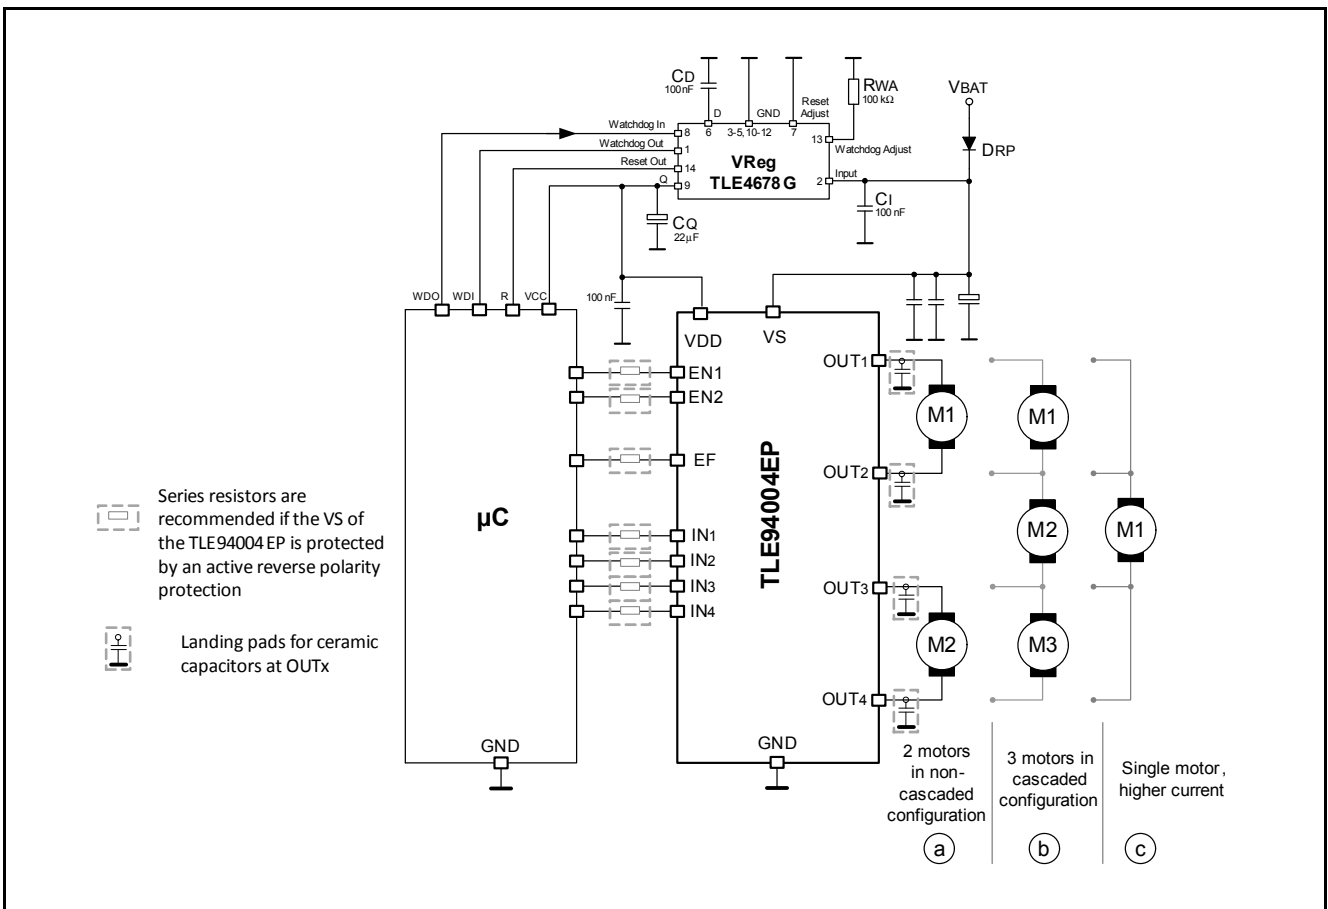 CD
100nF
D
6
GND
3-5, 10-12
Reset
Adjust
7
RWA
100 kΩ
VBAT
DRP
Watchdog In
8
Watchdog Out
1
Reset Out
14
Q
9
VReg
TLE4678 G
13
Watchdog Adjust
2
Input
CI
100 nF
CQ
22µF
WDO
WDI
R
VCC
100 nF
VDD
VS
EN1
EN2
EF
IN1
IN2
IN3
IN4
µC
TLE94004EP
OUT1
OUT2
OUT3
OUT4
GND
GND
M1
M2
M1
M2
M3
M1
Series resistors are
recommended if the VS of
the TLE94004 EP is protected
by an active reverse polarity
protection
Landing pads for ceramic
capacitors at OUTx
2 motors
in non-
cascaded
configuration
a
3 motors in
cascaded
configuration
b
Single motor,
higher current
c